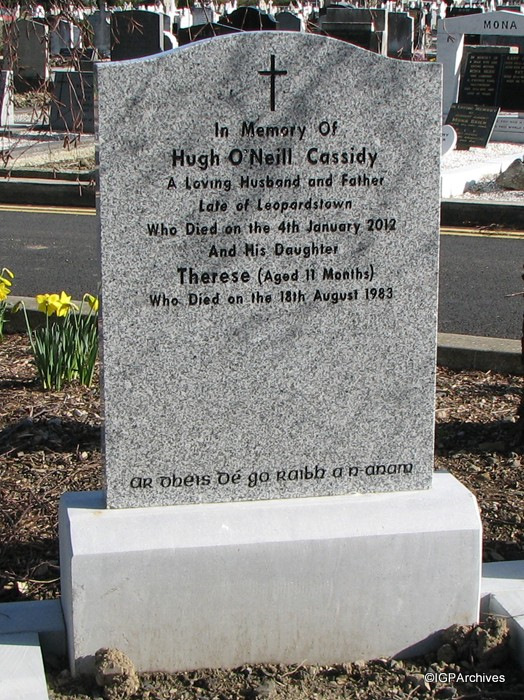 In Memory Of
Hugh O'Neill Cassidy
A Loving Husband and Father
Late of Leopardstown
Who Died on the 4th January 2012
And His Daughter
Therese (Aged 11 Months)
Who Died on the 18th August 1983
Ar dheis Dé go raibh a n-anam
MONA
©IGPArchives